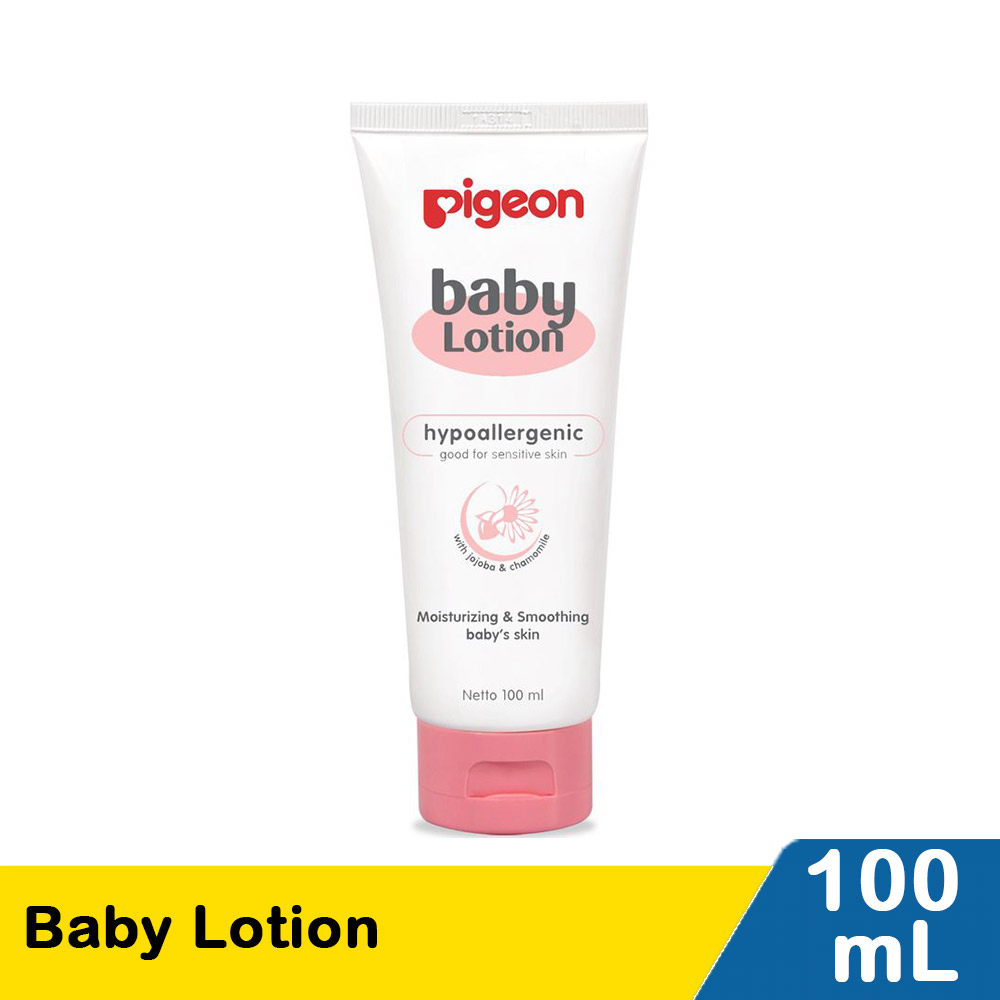 pigeon
baby
Lotion
hypoallergenic
good for sensitive skin
with jojoba & chamomile
Moisturizing & Smoothing
baby's skin
Netto 100 ml
Baby Lotion
100
mL